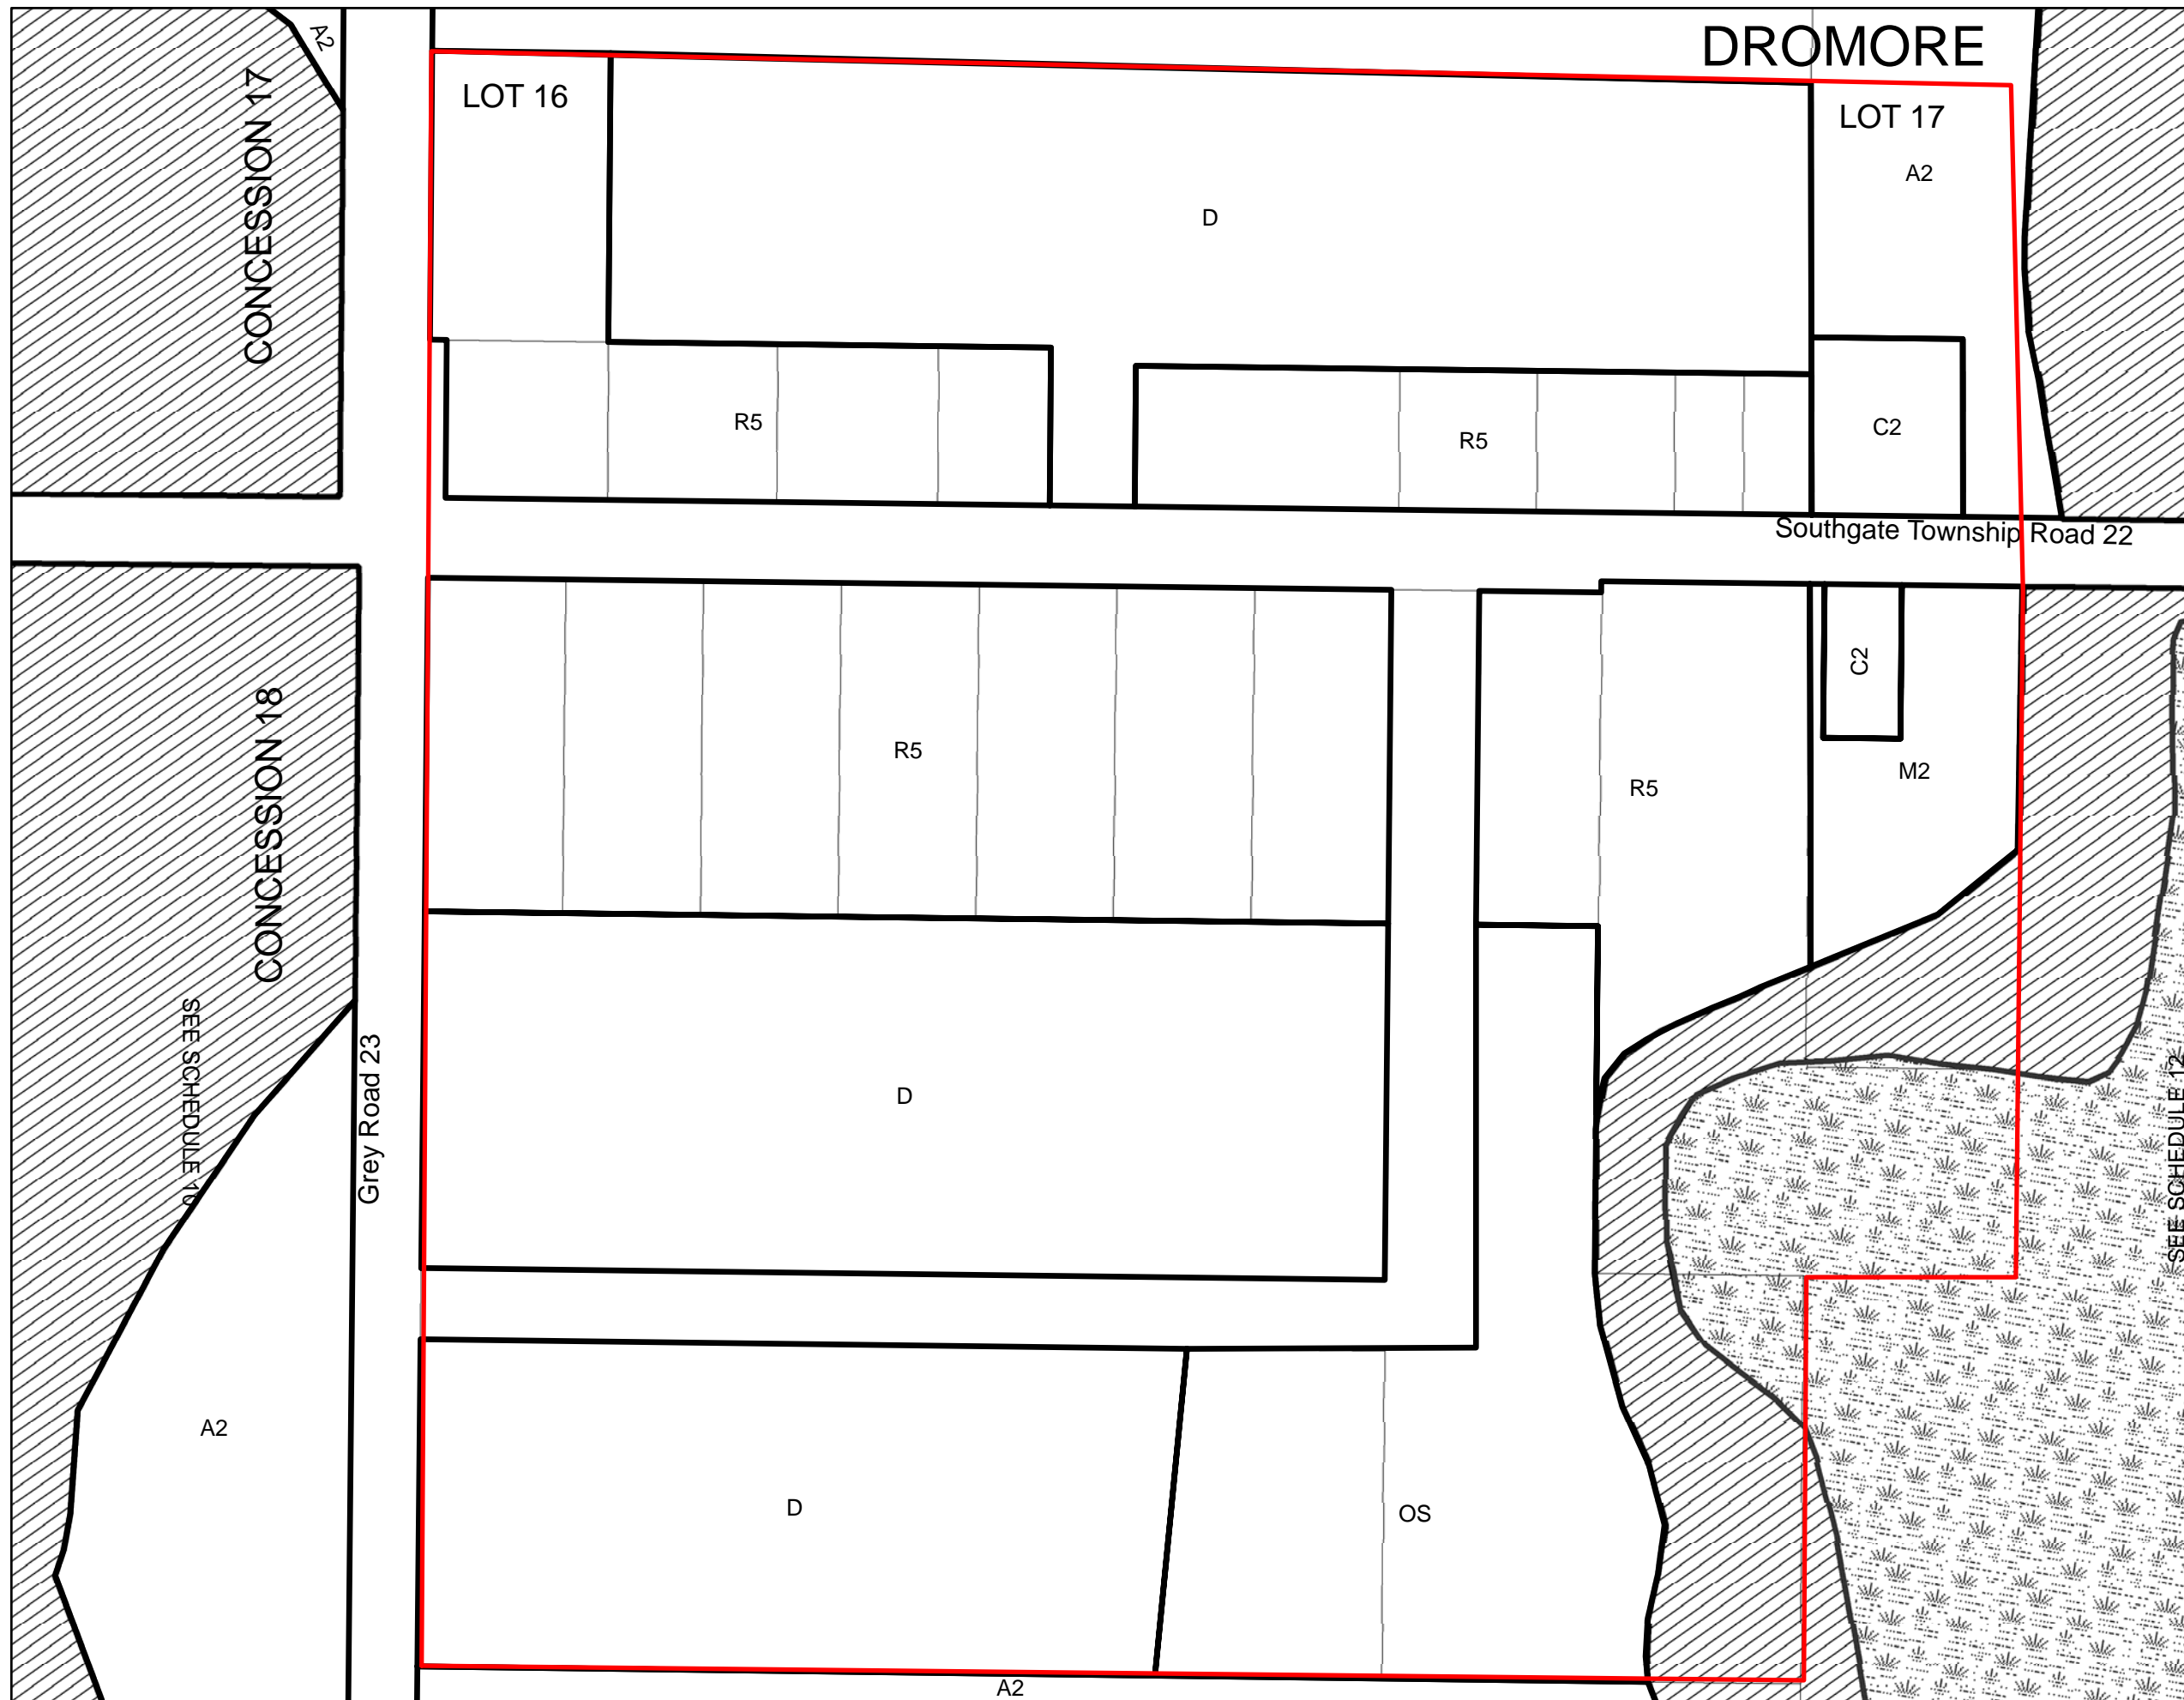 DROMORE
A2
CONCESSION 17
LOT 16
LOT 17
A2
D
R5
R5
C2
Southgate Township Road 22
CONCESSION 18
R5
C2
M2
R5
SEE SCHEDULE 10
Grey Road 23
D
SEE SCHEDULE 12
A2
D
OS
A2